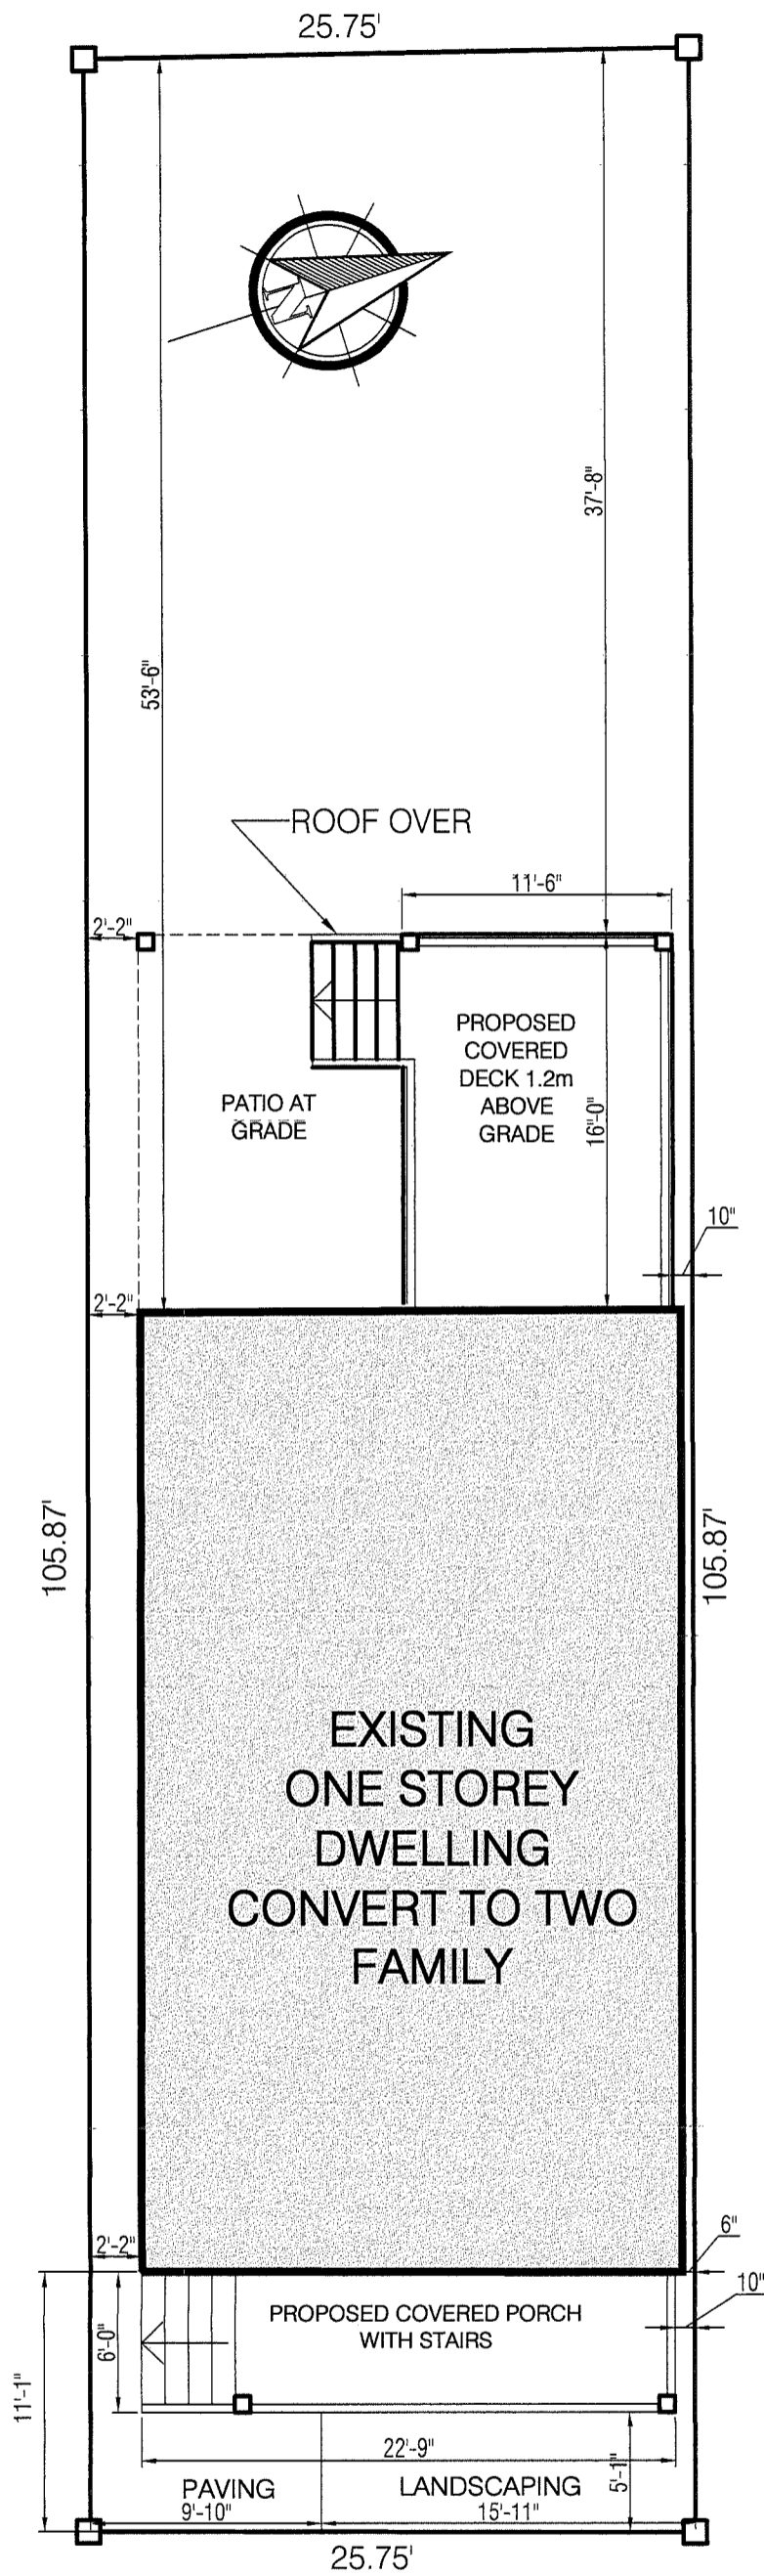 25.75'
N
37'-8"
53'-6"
ROOF OVER
11'-6"
2'-2"
PROPOSED
COVERED
DECK 1.2m
ABOVE
GRADE
16"-0"
PATIO AT
GRADE
10"
2'-2"
105.87'
105.87'
EXISTING
ONE STOREY
DWELLING
CONVERT TO TWO
FAMILY
2'-2"
6"
10"
PROPOSED COVERED PORCH
WITH STAIRS
6'-0"
11'-1"
22'-9"
5'-1"
PAVING
LANDSCAPING
9'-10"
15'-11"
25.75'